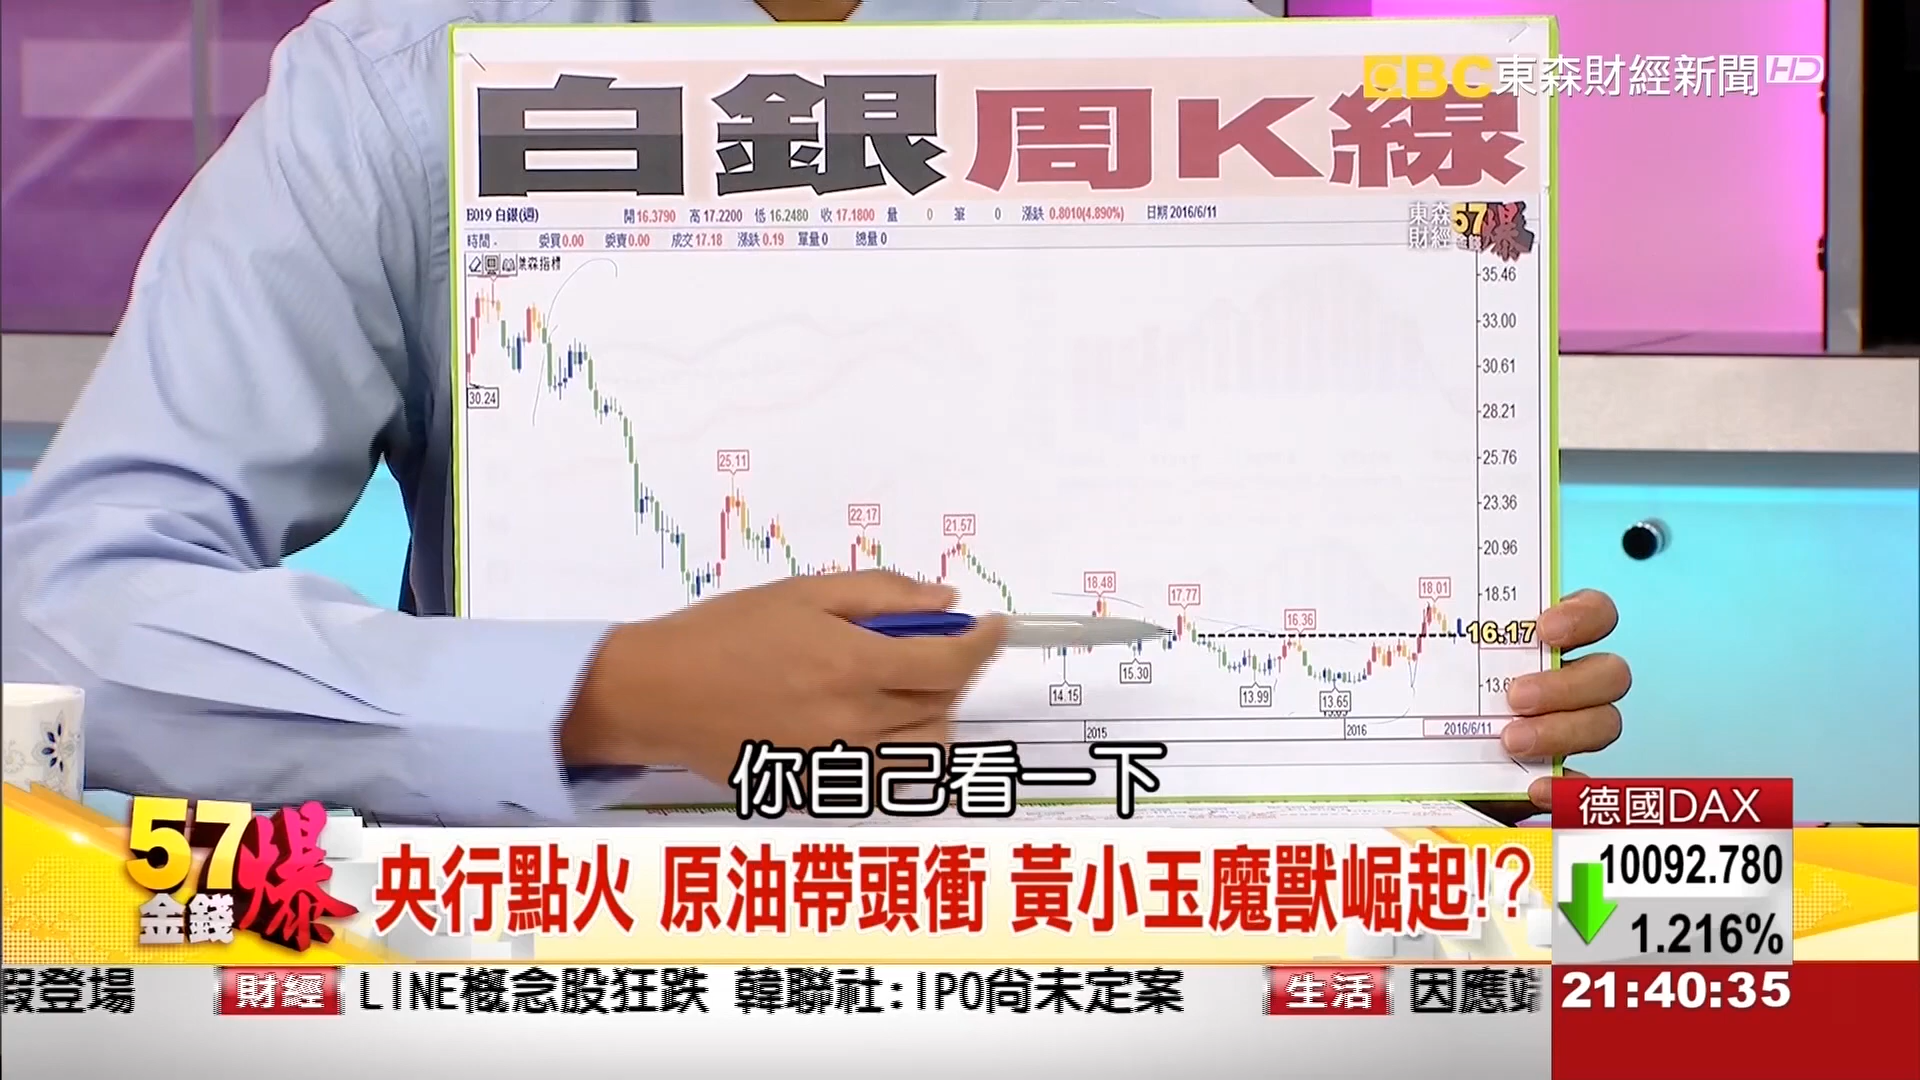 EBC東森財經新聞HD
白銀周K線
E019 白銀(週) 開16.3790 高17.2200 低16.2480 收17.1800 量 0 筆 0 漲跌 0.8010(4.890%) 日期 2016/6/11
時間 - 委買0.00 委賣0.00 成交17.18 漲跌0.19 單量0 總量0
東森財經 57金錢爆
35.46
33.00
30.61
30.24
28.21
25.76
25.11
23.36
22.17
21.57
20.96
18.51
18.48
17.77
16.36
18.01
16.17
15.30
14.15
13.99
13.65
2015
2016
2016/6/11
你自己看一下
57金錢爆
央行點火 原油帶頭衝 黃小玉魔獸崛起!?
德國DAX
10092.780
1.216%
假登場 財經 LINE概念股狂跌 韓聯社:IPO尚未定案 生活 因應
21:40:35